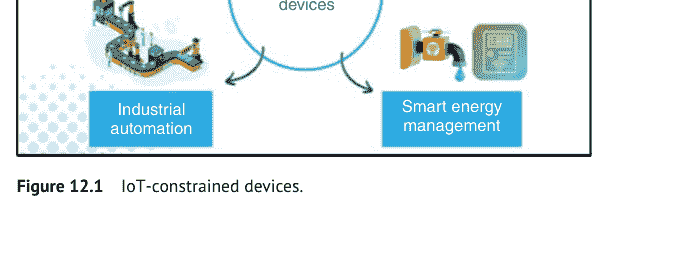 devices
Industrial
automation
Smart energy
management
Figure 12.1 IoT-constrained devices.